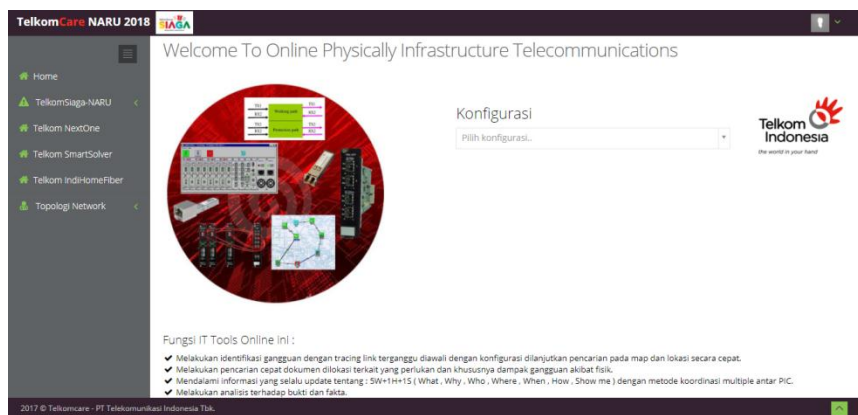 TelkomCare NARU 2018 SIAGA
Welcome To Online Physically Infrastructure Telecommunications
Home
TelkomSiaga-NARU
Telkom NextOne
Telkom SmartSolver
Telkom IndiHomeFiber
Topologi Network
Working path
Protection path
Konfigurasi
Pilih konfigurasi..
Telkom
Indonesia
the world in your hand
Fungsi IT Tools Online Ini :
Melakukan identifikasi gangguan dengan tracing link terganggu diawali dengan konfigurasi dilanjutkan pencarian pada map dan lokasi secara cepat.
Melakukan pencarian cepat dokumen dilokasi terkait yang perlukan dan khususnya dampak gangguan akibat fisik.
Mendalami informasi yang selalu update tentang : 5W+1H+1S ( What , Why , Who , Where , When , How , Show me ) dengan metode koordinasi multiple antar PIC.
Melakukan analisis terhadap bukti dan fakta.
2017 © Telkomcare - PT Telekomunikasi Indonesia Tbk.